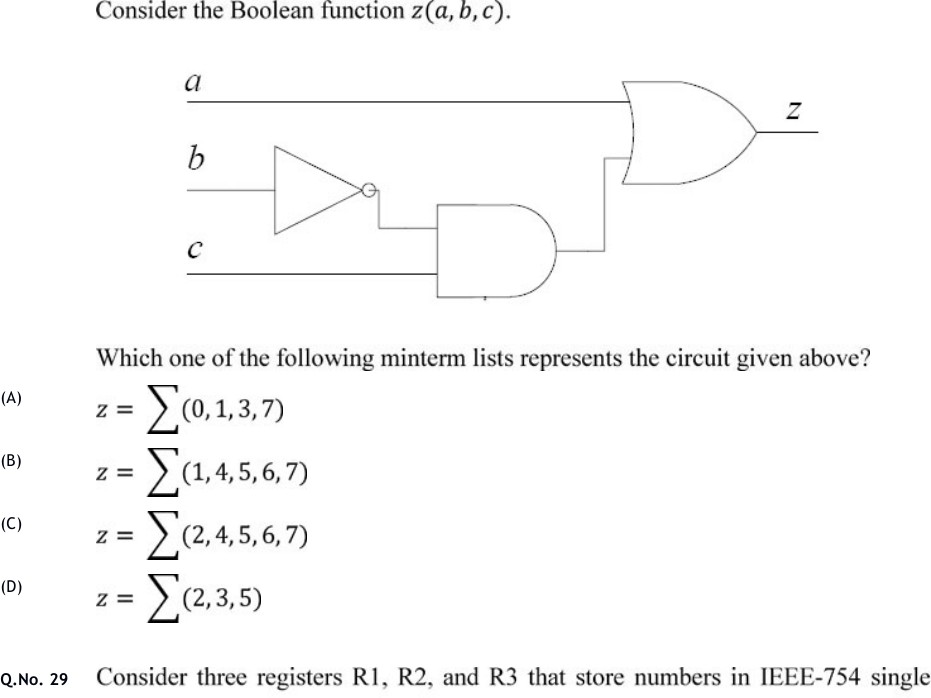 Consider the Boolean function z(a, b, c).
a
z
b
c
Which one of the following minterm lists represents the circuit given above?
(A) z = ∑(0, 1, 3, 7)
(B) z = ∑(1, 4, 5, 6, 7)
(C) z = ∑(2, 4, 5, 6, 7)
(D) z = ∑(2, 3, 5)
Q.No. 29 Consider three registers R1, R2, and R3 that store numbers in IEEE-754 single